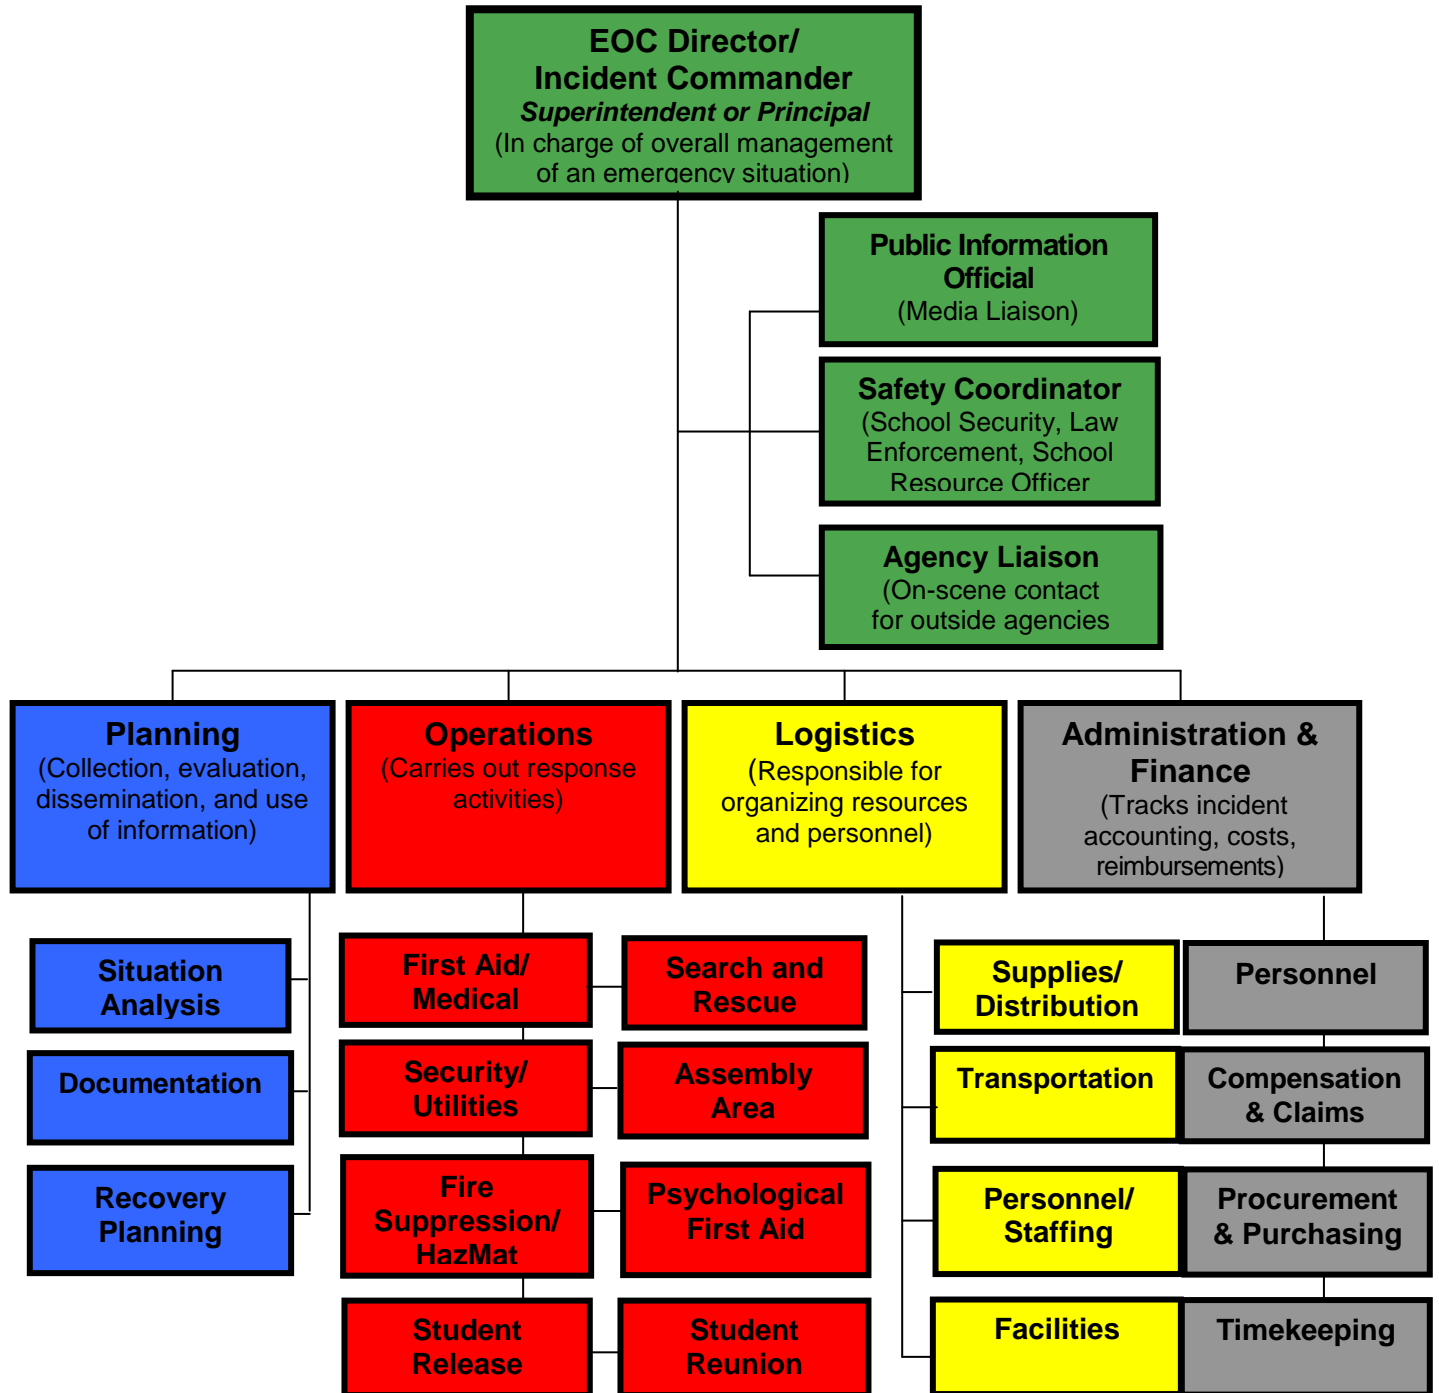 EOC Director/
Incident Commander
Superintendent or Principal
(In charge of overall management
of an emergency situation)
Public Information
Official
(Media Liaison)
Safety Coordinator
(School Security, Law
Enforcement, School
Resource Officer
Agency Liaison
(On-scene contact
for outside agencies
Planning
(Collection, evaluation,
dissemination, and use
of information)
Operations
(Carries out response
activities)
Logistics
(Responsible for
organizing resources
and personnel)
Administration &
Finance
(Tracks incident
accounting, costs,
reimbursements)
Situation
Analysis
Documentation
Recovery
Planning
First Aid/
Medical
Search and
Rescue
Security/
Utilities
Assembly
Area
Fire
Suppression/
HazMat
Psychological
First Aid
Student
Release
Student
Reunion
Supplies/
Distribution
Transportation
Personnel/
Staffing
Facilities
Personnel
Compensation
& Claims
Procurement
& Purchasing
Timekeeping